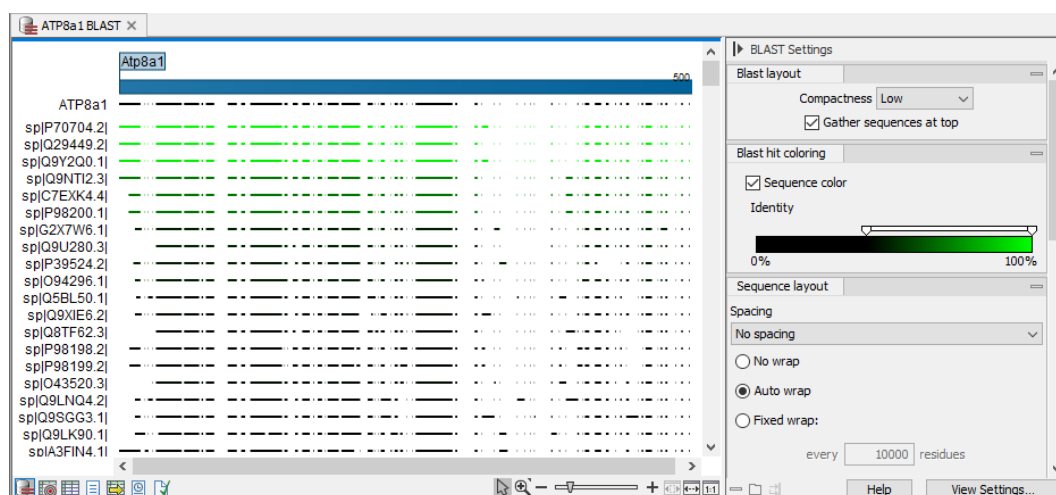 ATP8a1 BLAST
Atp8a1
500
ATP8a1
sp|P70704.2|
sp|Q29449.2|
sp|Q9Y2Q0.1|
sp|Q9NTI2.3|
sp|C7EXK4.4|
sp|P98200.1|
sp|G2X7W6.1|
sp|Q9U280.3|
sp|P39524.2|
sp|O94296.1|
sp|Q5BL50.1|
sp|Q9XIE6.2|
sp|Q8TF62.3|
sp|P98198.2|
sp|P98199.2|
sp|O43520.3|
sp|Q9LNQ4.2|
sp|Q9SGG3.1|
sp|Q9LK90.1|
sp|A3FIN4.1|
1:1
BLAST Settings
Blast layout
Compactness Low
Gather sequences at top
Blast hit coloring
Sequence color
Identity
0% 100%
Sequence layout
Spacing
No spacing
No wrap
Auto wrap
Fixed wrap:
every 10000 residues
Help View Settings...